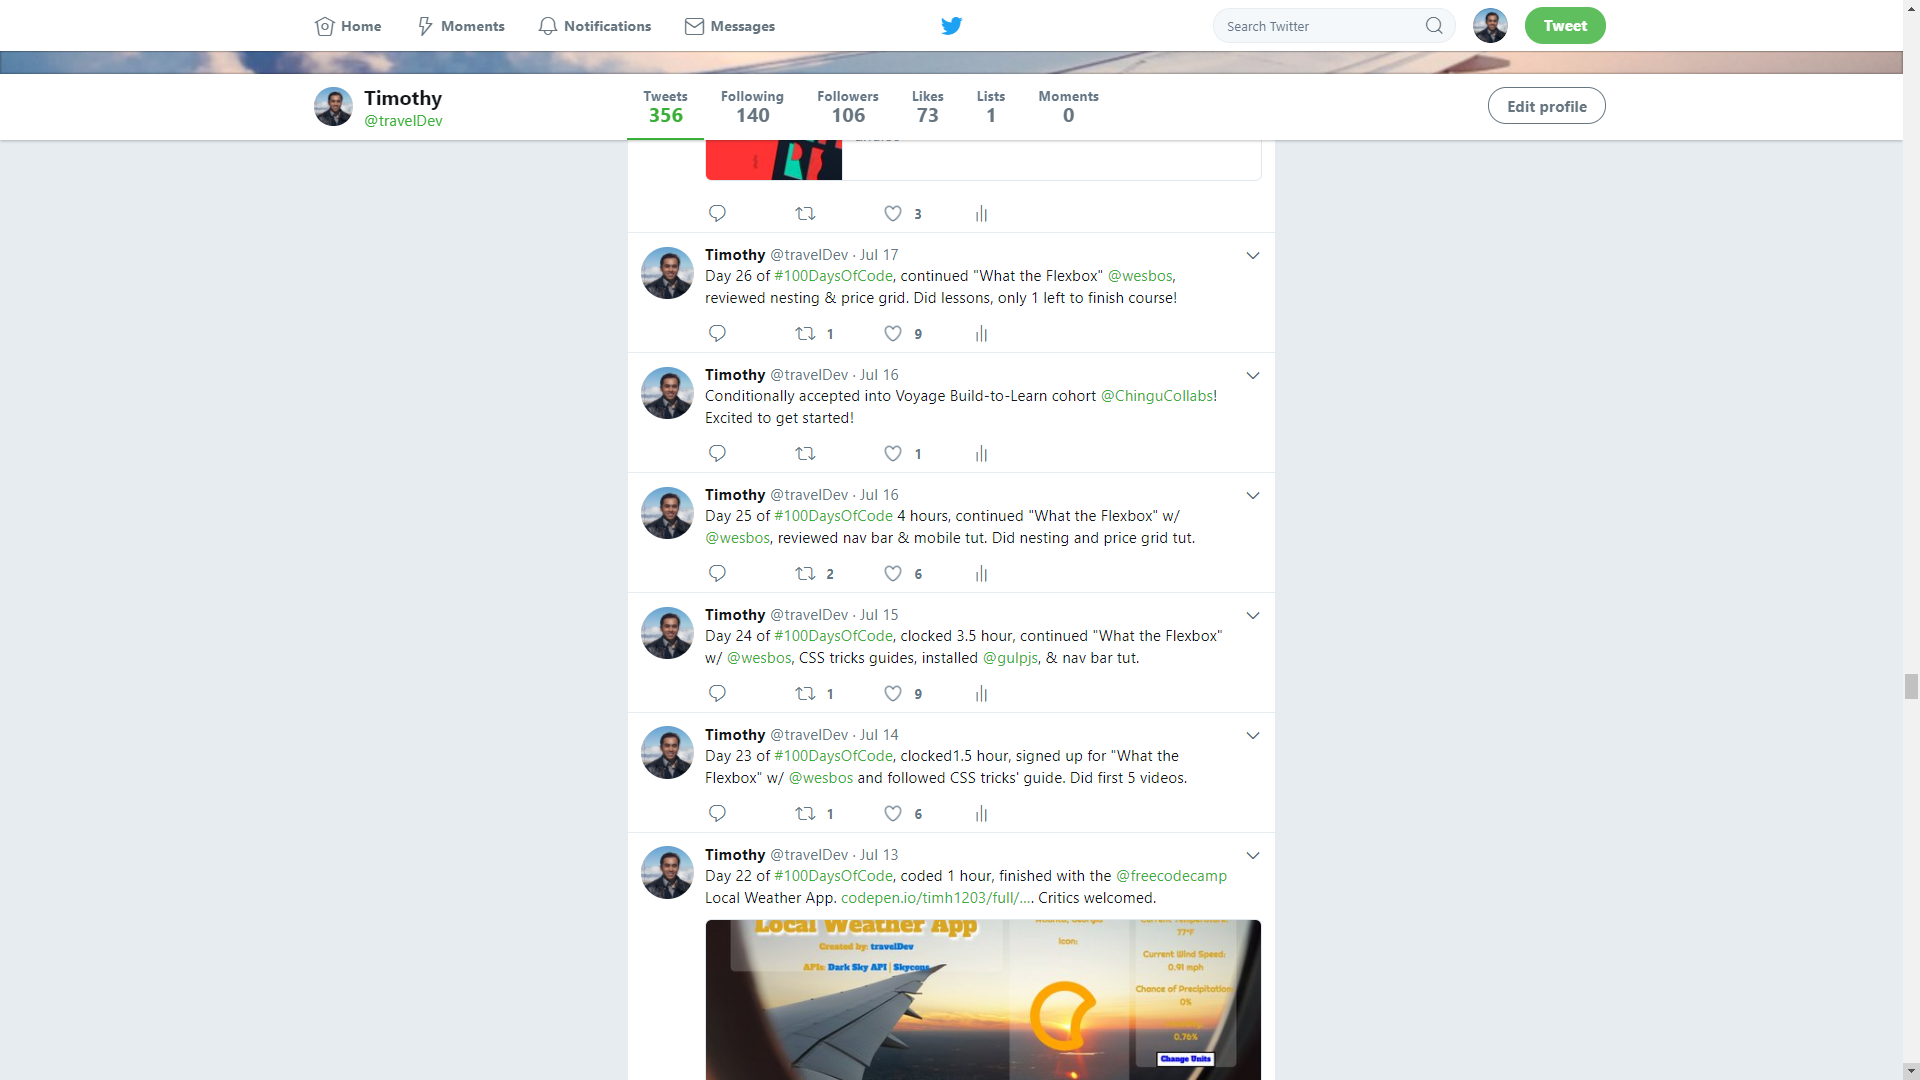 Home Moments Notifications Messages Search Twitter Tweet
Timothy
@travelDev
Tweets Following Followers Likes Lists Moments
356 140 106 73 1 0
Edit profile
3
Timothy @travelDev · Jul 17
Day 26 of #100DaysOfCode, continued "What the Flexbox" @wesbos,
reviewed nesting & price grid. Did lessons, only 1 left to finish course!
1 9
Timothy @travelDev · Jul 16
Conditionally accepted into Voyage Build-to-Learn cohort @ChinguCollabs!
Excited to get started!
1
Timothy @travelDev · Jul 16
Day 25 of #100DaysOfCode 4 hours, continued "What the Flexbox" w/
@wesbos, reviewed nav bar & mobile tut. Did nesting and price grid tut.
2 6
Timothy @travelDev · Jul 15
Day 24 of #100DaysOfCode, clocked 3.5 hour, continued "What the Flexbox"
w/ @wesbos, CSS tricks guides, installed @gulpjs, & nav bar tut.
1 9
Timothy @travelDev · Jul 14
Day 23 of #100DaysOfCode, clocked1.5 hour, signed up for "What the
Flexbox" w/ @wesbos and followed CSS tricks' guide. Did first 5 videos.
1 6
Timothy @travelDev · Jul 13
Day 22 of #100DaysOfCode, coded 1 hour, finished with the @freecodecamp
Local Weather App. codepen.io/timh1203/full/.... Critics welcomed.
Local Weather App
Created by: travelDev
APIs: Dark Sky API | Skycons
Icon:
Current Temperature:
77°F
Current Wind Speed:
0.91 mph
Chance of Precipitation
0%
0.76%
Change Units